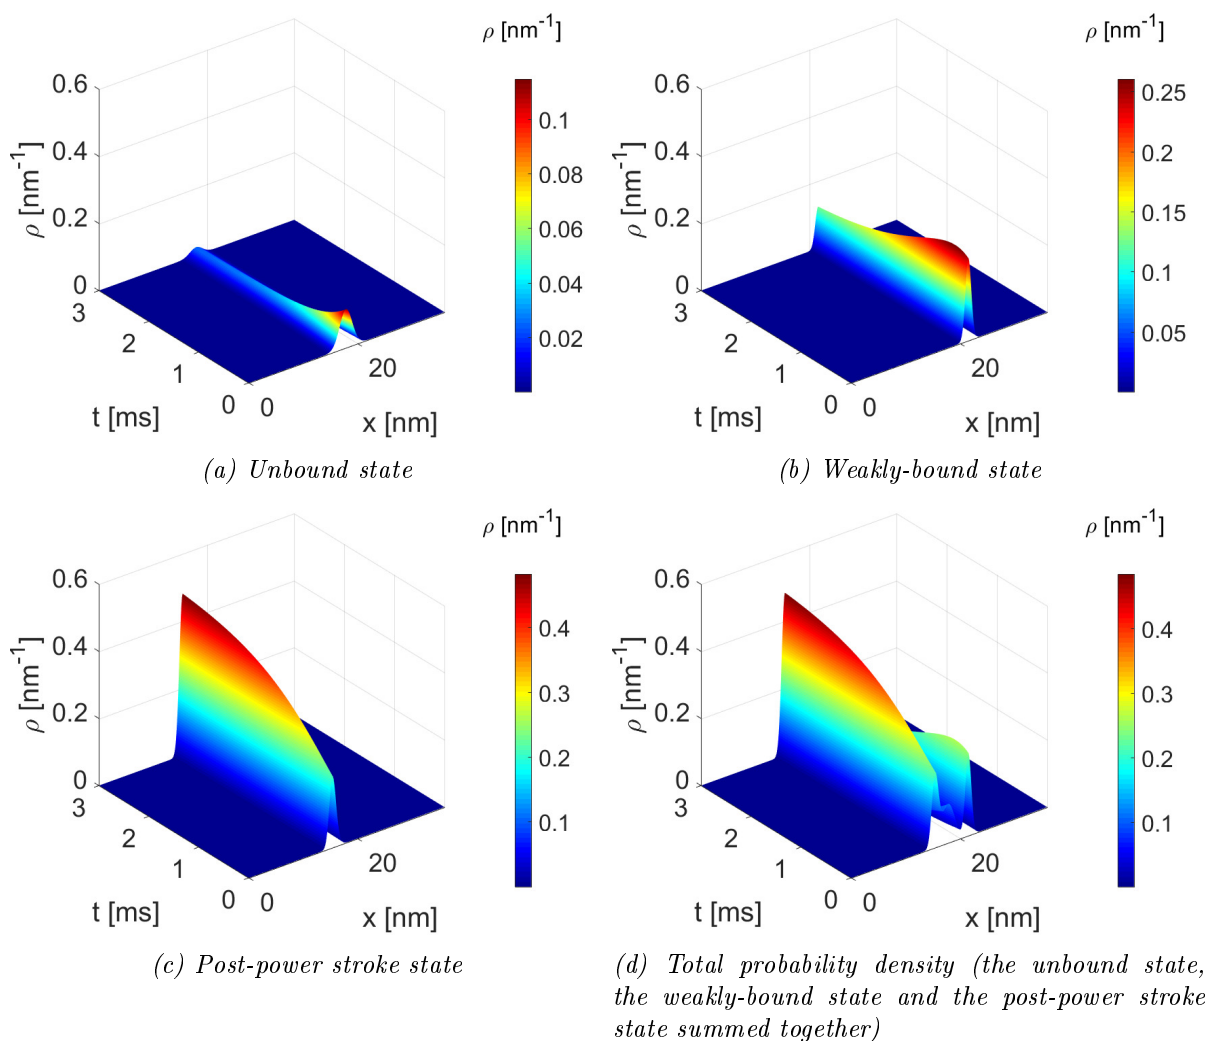 ρ [nm-1]
ρ [nm-1]
0.6
0.4
0.2
0
ρ [nm-1]
3
2
1
0
0
20
t [ms]
x [nm]
0.1
0.08
0.06
0.04
0.02
0.6
0.4
0.2
0
ρ [nm-1]
3
2
1
0
0
20
t [ms]
x [nm]
0.25
0.2
0.15
0.1
0.05
(a) Unbound state
(b) Weakly-bound state
ρ [nm-1]
ρ [nm-1]
0.6
0.4
0.2
0
ρ [nm-1]
3
2
1
0
0
20
t [ms]
x [nm]
0.4
0.3
0.2
0.1
0.6
0.4
0.2
0
ρ [nm-1]
3
2
1
0
0
20
t [ms]
x [nm]
0.4
0.3
0.2
0.1
(c) Post-power stroke state
(d) Total probability density (the unbound state,
the weakly-bound state and the post-power stroke
state summed together)